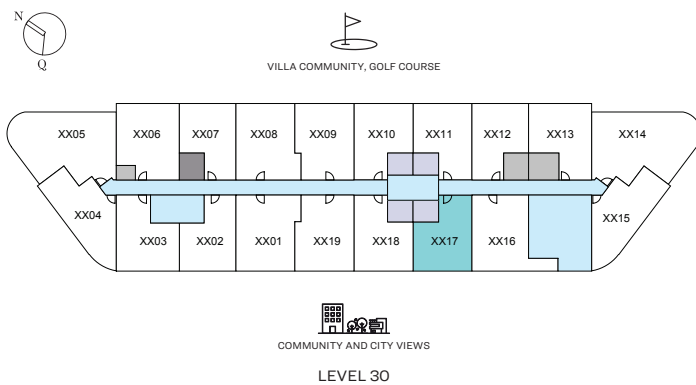 N
Q
VILLA COMMUNITY, GOLF COURSE
XX05 XX06 XX07 XX08 XX09 XX10 XX11 XX12 XX13 XX14
XX04 XX03 XX02 XX01 XX19 XX18 XX17 XX16 XX15
COMMUNITY AND CITY VIEWS
LEVEL 30